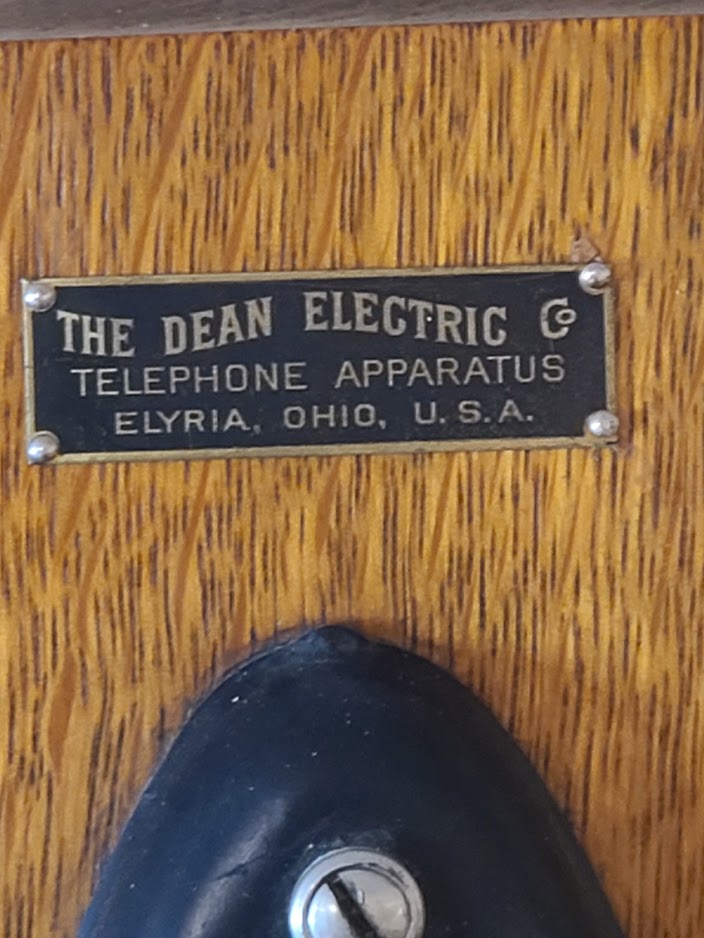 THE DEAN ELECTRIC Co
TELEPHONE APPARATUS
ELYRIA, OHIO, U.S.A.